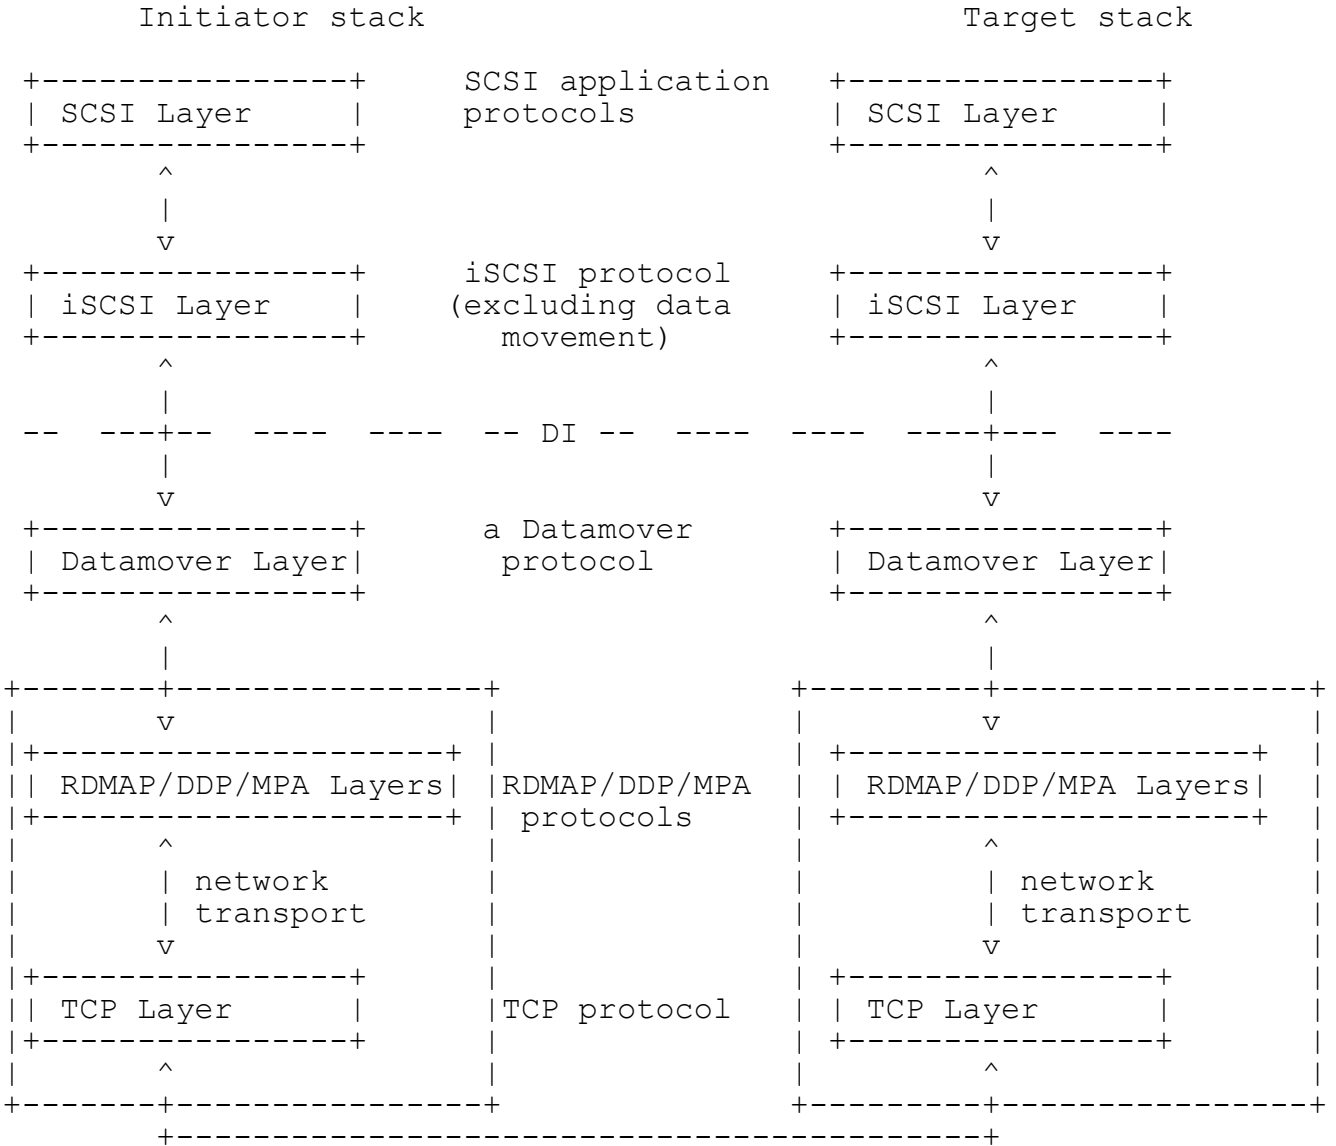 Initiator stack Target stack
SCSI application
SCSI Layer protocols SCSI Layer
iSCSI protocol
iSCSI Layer (excluding data iSCSI Layer
movement)
DI
a Datamover
Datamover Layer protocol Datamover Layer
RDMAP/DDP/MPA Layers RDMAP/DDP/MPA RDMAP/DDP/MPA Layers
protocols
network network
transport transport
TCP Layer TCP protocol TCP Layer